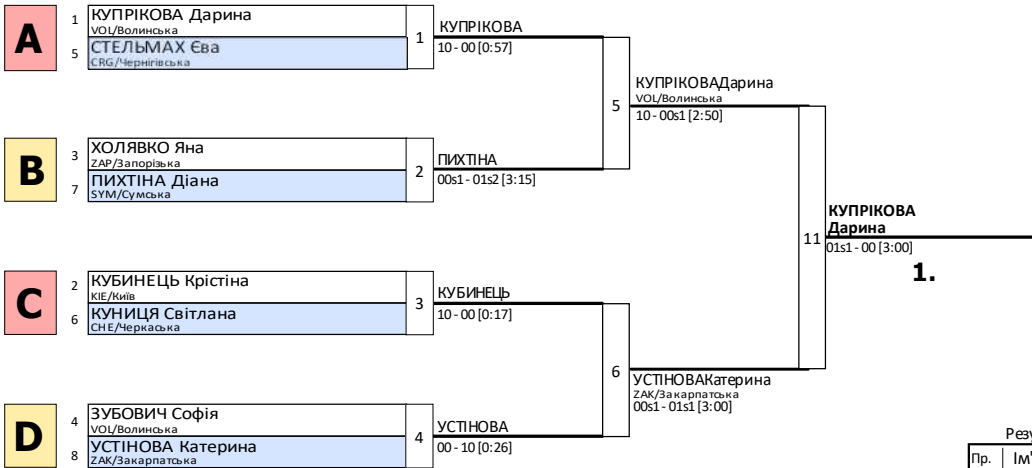 A
1 КУПРІКОВА Дарина
VOL/Волинська
5 СТЕЛЬМАХ Єва
CRG/Чернігівська
1
КУПРІКОВА
10 - 00 [0:57]
B
3 ХОЛЯВКО Яна
ZAP/Запорізька
7 ПИХТІНА Діана
SYM/Сумська
2
ПИХТІНА
00s1 - 01s2 [3:15]
5
КУПРІКОВАДарина
VOL/Волинська
10 - 00s1 [2:50]
C
2 КУБИНЕЦЬ Крістіна
KIE/Київ
6 КУНИЦЯ Світлана
CHE/Черкаська
3
КУБИНЕЦЬ
10 - 00 [0:17]
D
4 ЗУБОВИЧ Софія
VOL/Волинська
8 УСТІНОВА Катерина
ZAK/Закарпатська
4
УСТІНОВА
00 - 10 [0:26]
6
УСТІНОВАКатерина
ZAK/Закарпатська
00s1 - 01s1 [3:00]
11
КУПРІКОВА
Дарина
01s1 - 00 [3:00]
1.
Резу
Пр. Ім'